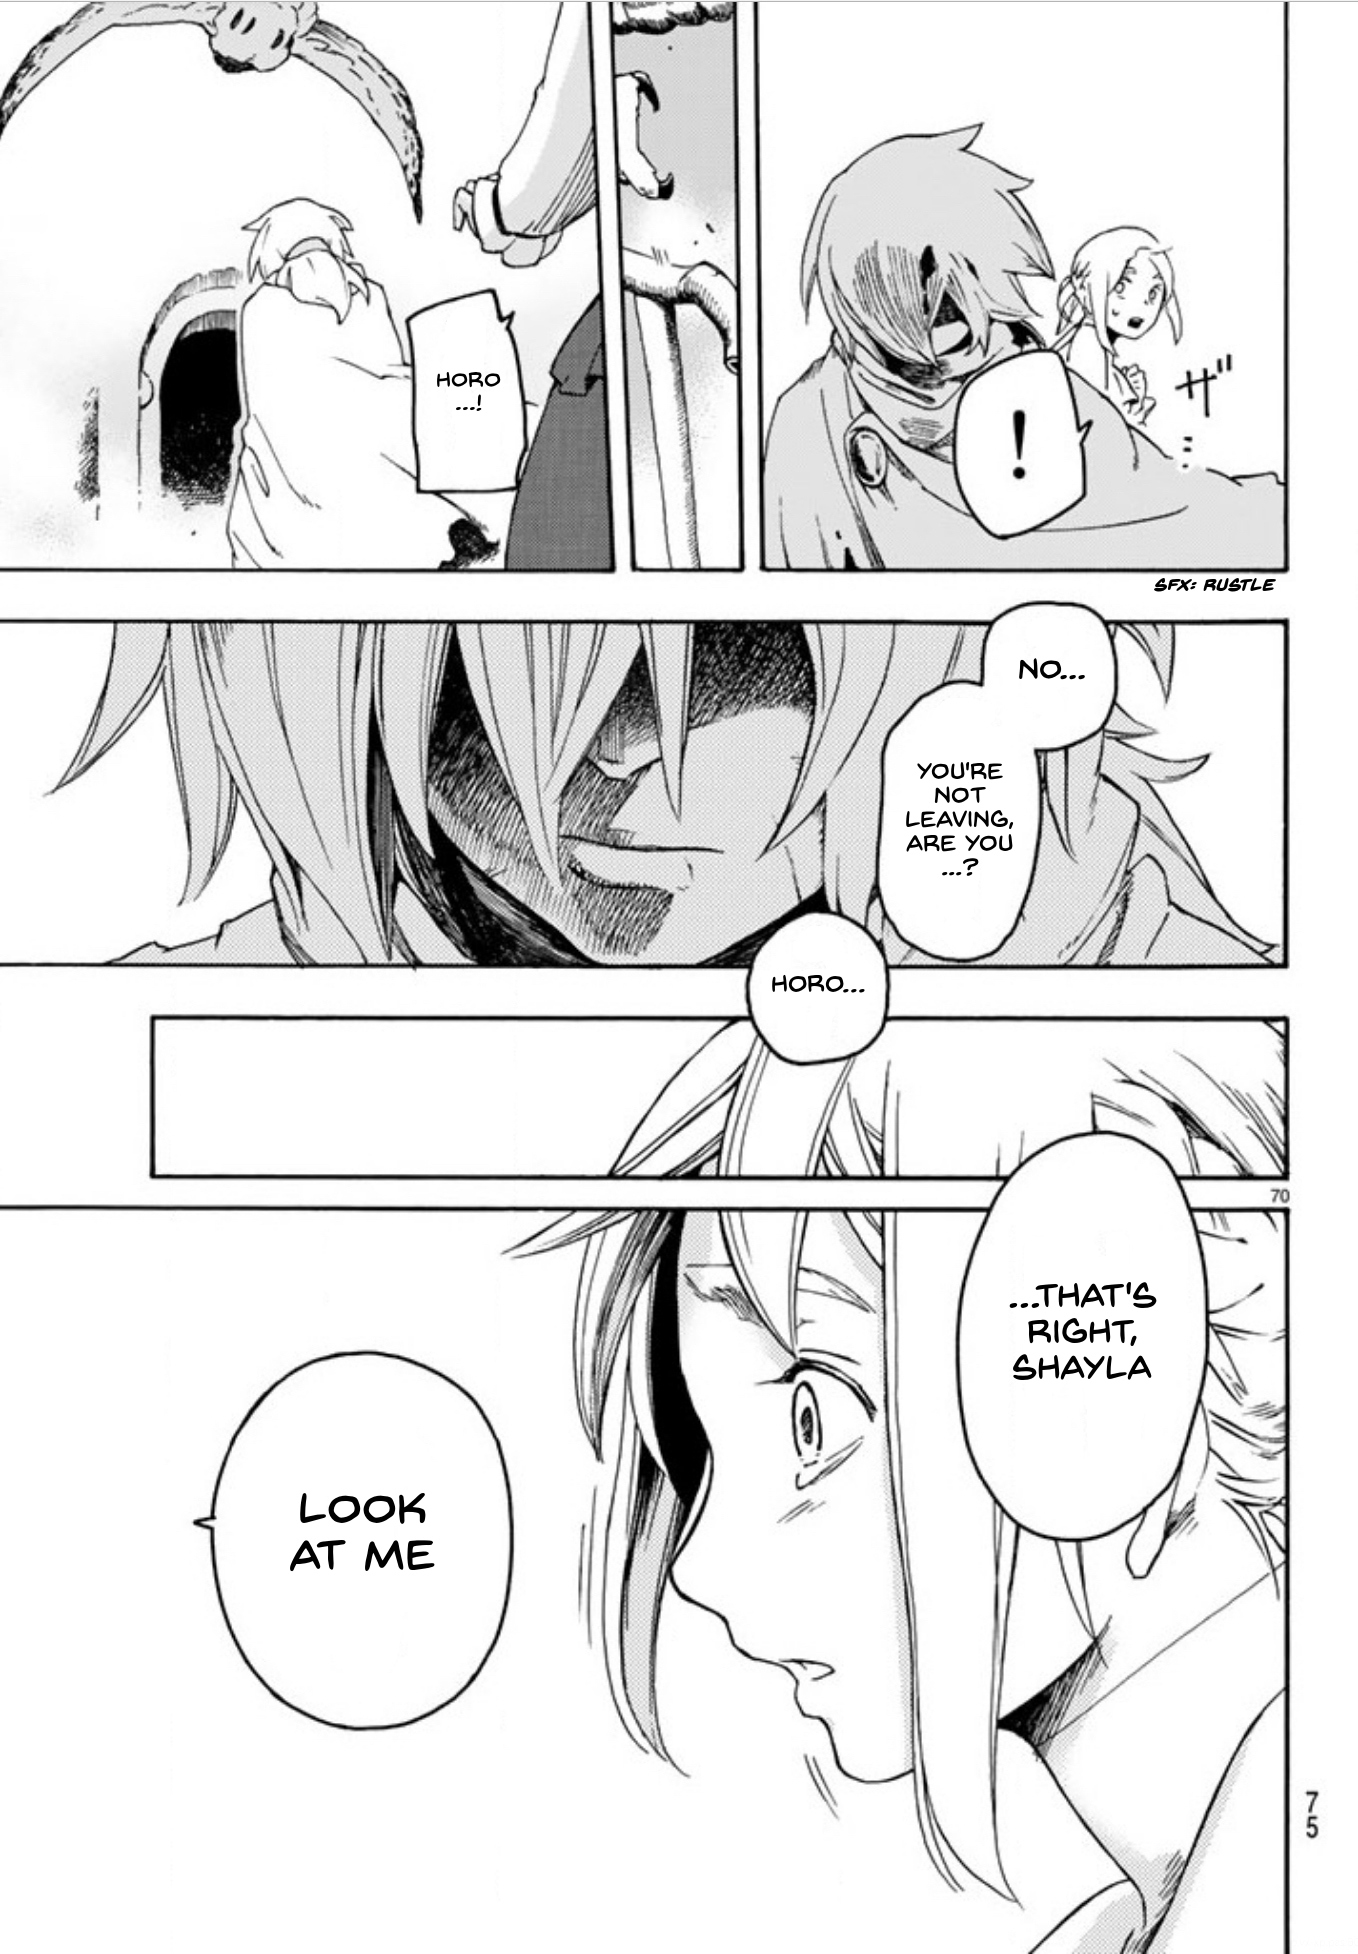 !
ザ
SFX: RUSTLE
HORO
...!
NO...
YOU'RE
NOT
LEAVING,
ARE YOU
...?
HORO...
70
...THAT'S
RIGHT,
SHAYLA
LOOK
AT ME
75